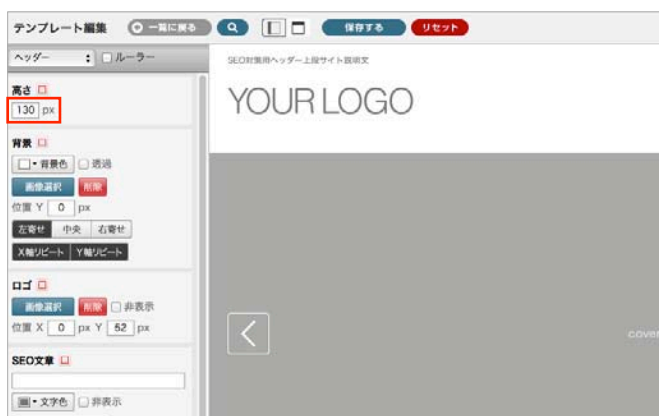 テンプレート編集 一覧に戻る 保存する リセット
ヘッダー ルーラー
高さ
130 px
背景
背景色 透過
画像選択 削除
位置 Y 0 px
左寄せ 中央 右寄せ
X軸リピート Y軸リピート
ロゴ
画像選択 削除 非表示
位置 X 0 px Y 52 px
SEO文章
文字色 非表示
SEO対策用ヘッダー上段サイト説明文
YOUR LOGO
cover